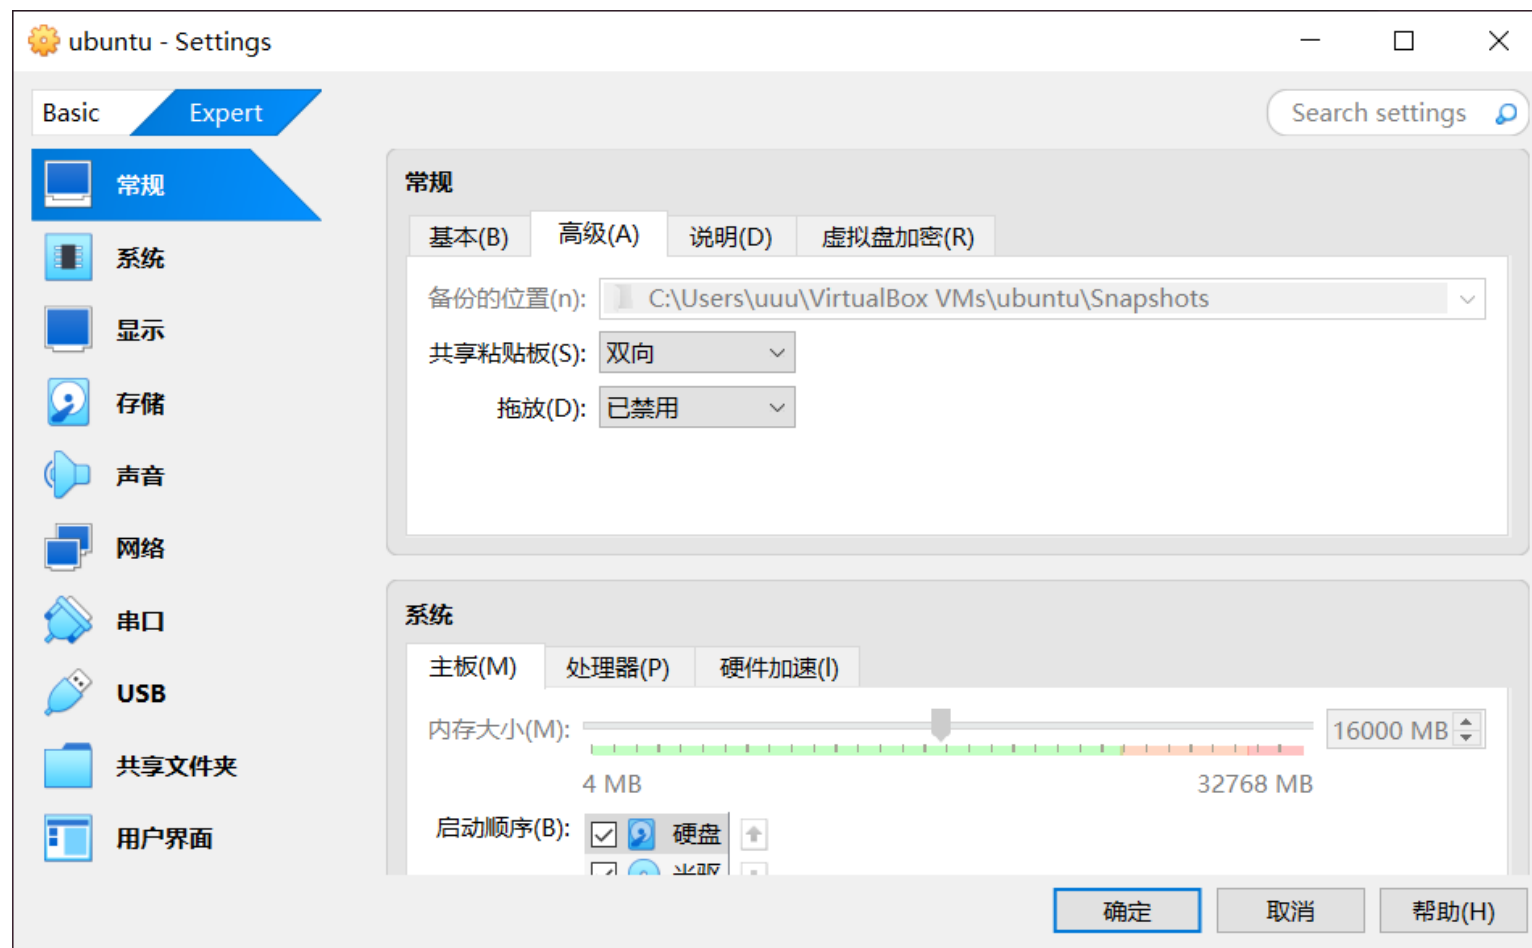 ubuntu - Settings
Basic Expert Search settings
常规
系统
显示
存储
声音
网络
串口
USB
共享文件夹
用户界面
常规
基本(B) 高级(A) 说明(D) 虚拟盘加密(R)
备份的位置(n): C:\Users\uuu\VirtualBox VMs\ubuntu\Snapshots
共享粘贴板(S): 双向
拖放(D): 已禁用
系统
主板(M) 处理器(P) 硬件加速(l)
内存大小(M): 16000 MB
4 MB 32768 MB
启动顺序(B): 硬盘
光驱
确定 取消 帮助(H)